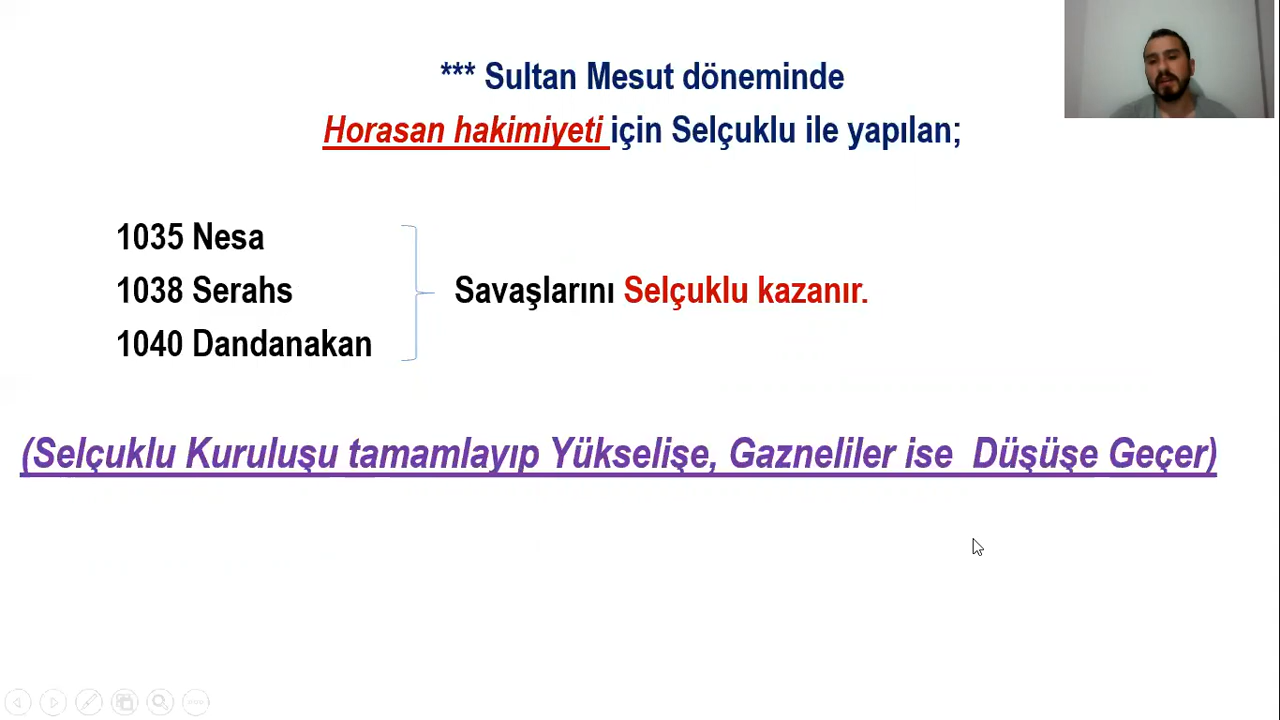 *** Sultan Mesut döneminde
Horasan hakimiyeti için Selçuklu ile yapılan;
1035 Nesa
1038 Serahs
1040 Dandanakan
Savaşlarını Selçuklu kazanır.
(Selçuklu Kuruluşu tamamlayıp Yükselişe, Gazneliler ise Düşüşe Geçer)